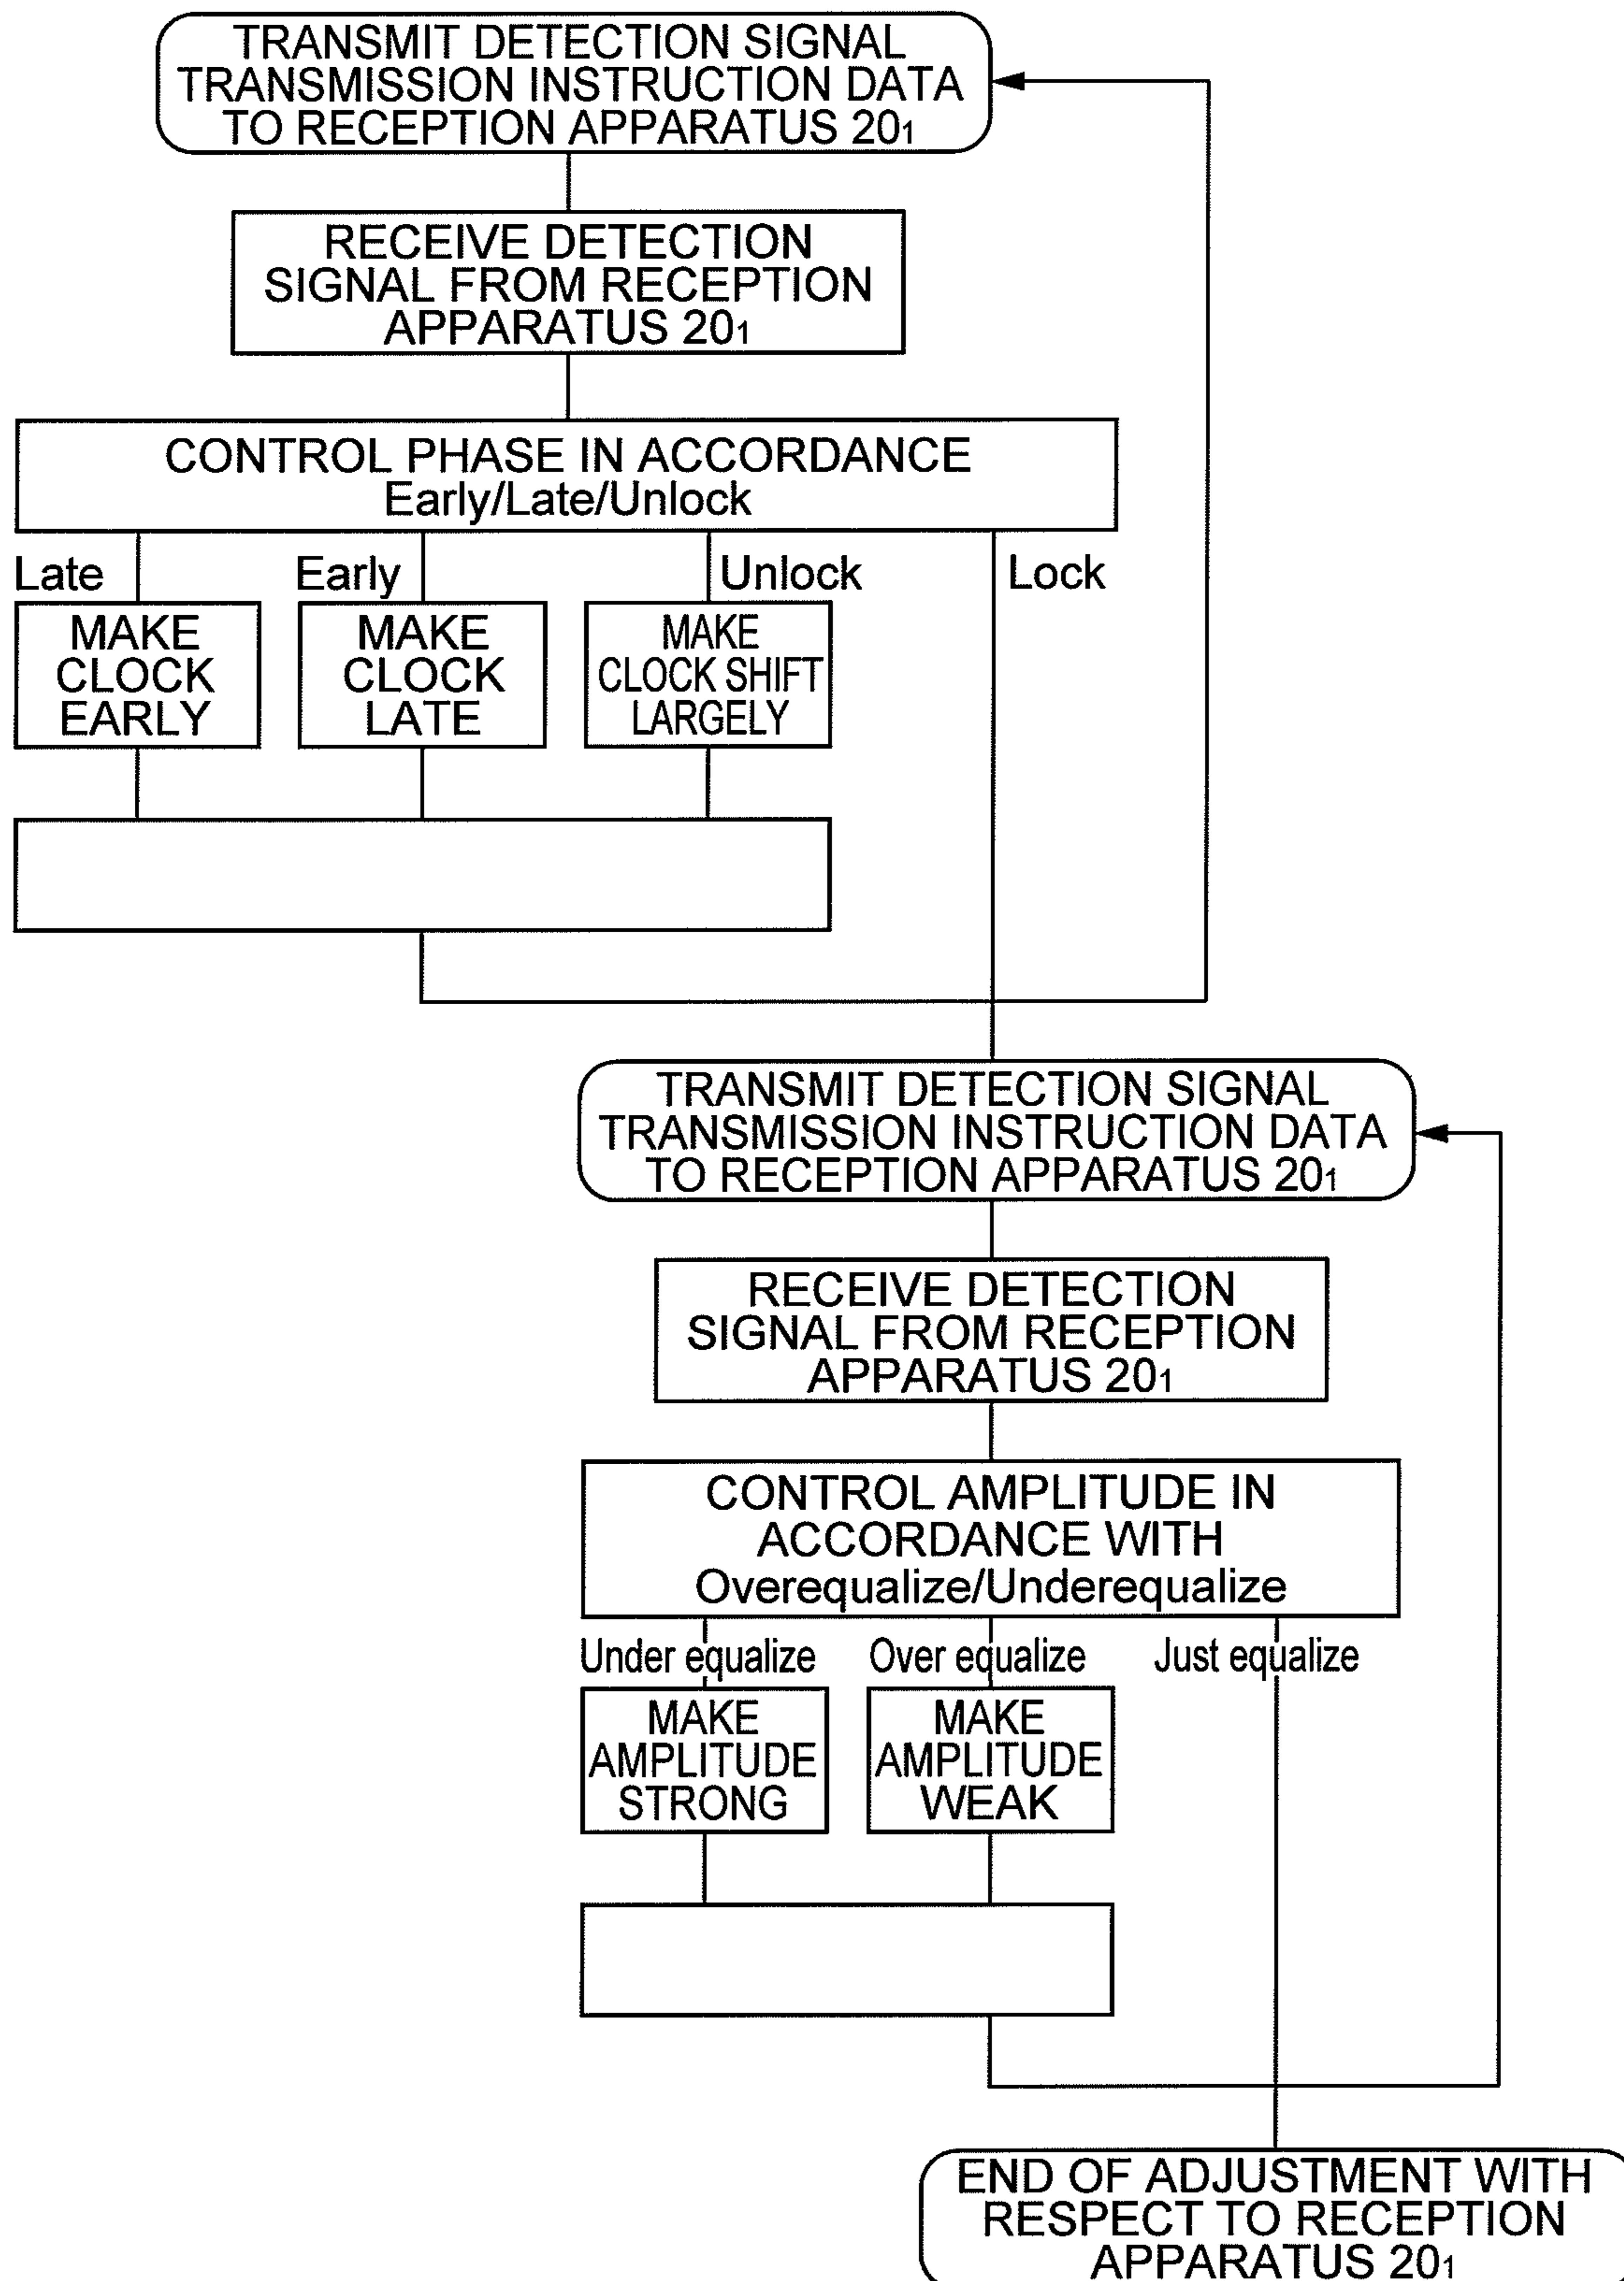 TRANSMIT DETECTION SIGNAL
TRANSMISSION INSTRUCTION DATA
TO RECEPTION APPARATUS 20₁
RECEIVE DETECTION
SIGNAL FROM RECEPTION
APPARATUS 20₁
CONTROL PHASE IN ACCORDANCE
Early/Late/Unlock
Late
Early
Unlock
Lock
MAKE
CLOCK
EARLY
MAKE
CLOCK
LATE
MAKE
CLOCK SHIFT
LARGELY
TRANSMIT DETECTION SIGNAL
TRANSMISSION INSTRUCTION DATA
TO RECEPTION APPARATUS 20₁
RECEIVE DETECTION
SIGNAL FROM RECEPTION
APPARATUS 20₁
CONTROL AMPLITUDE IN
ACCORDANCE WITH
Overequalize/Underequalize
Under equalize
Over equalize
Just equalize
MAKE
AMPLITUDE
STRONG
MAKE
AMPLITUDE
WEAK
END OF ADJUSTMENT WITH
RESPECT TO RECEPTION
APPARATUS 20₁